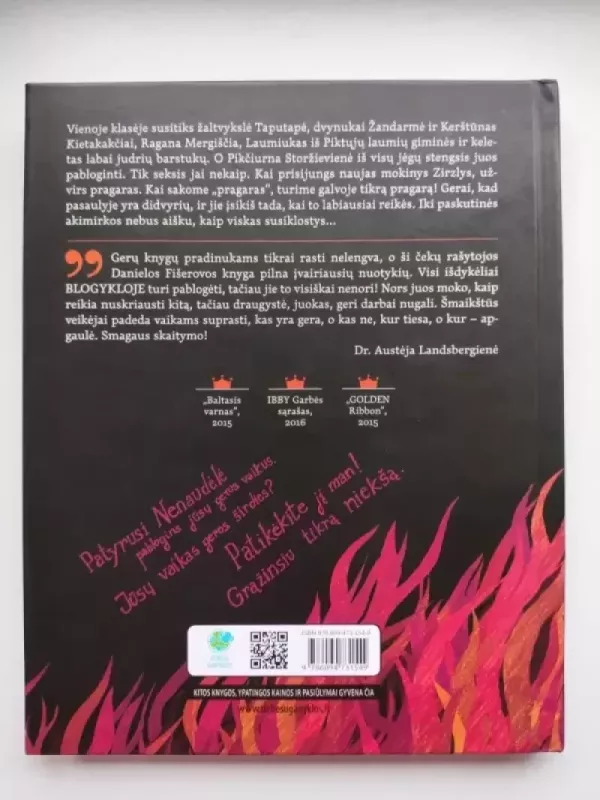 Vienoje klasėje susitiks žaltvykslė Taputapė, dvynukai Žandarmė ir Kerštūnas
Kietakakčiai, Ragana Mergiščia, Laumiukas iš Piktųjų laumių giminės ir kele-
tas labai judrių barstukų. O Pikčiurna Storžievienė iš visų jėgų stengsis juos
pabloginti. Tik seksis jai nekaip. Kai prisijungs naujas mokinys Zirzlys, už-
virs pragaras. Kai sakome „pragaras“, turime galvoje tikrą pragarą! Gerai, kad
pasaulyje yra didvyrių, ir jie įsikiš tada, kai to labiausiai reikės. Iki paskutinės
akimirkos nebus aišku, kaip viskas susiklostys...
Gerų knygų pradinukams tikrai rasti nelengva, o ši čekų rašytojos
Danielos Fišerovos knyga pilna įvairiausių nuotykių. Visi išdykėliai
BLOGYKLOJE turi pablogėti, tačiau jie to visiškai nenori! Nors juos moko, kaip
reikia nuskriausti kitą, tačiau draugystė, juokas, geri darbai nugali. Šmaikštūs
veikėjai padeda vaikams suprasti, kas yra gera, o kas ne, kur tiesa, o kur – ap-
gaulė. Smagaus skaitymo!
Dr. Austėja Landsbergienė
„Baltasis
varnas“,
2015
IBBY Garbės
sąrašas,
2016
„GOLDEN
Ribbon“,
2015
Patyrusi Nenaudėlė
pablogins jūsų geros vaikus.
Jūsų vaikas geros širdies?
Patikėkite jį man!
Grąžinsiu tikrą niekšą.
KITOS KNYGOS, YPATINGOS KAINOS IR PASIŪLYMAI GYVENA ČIA